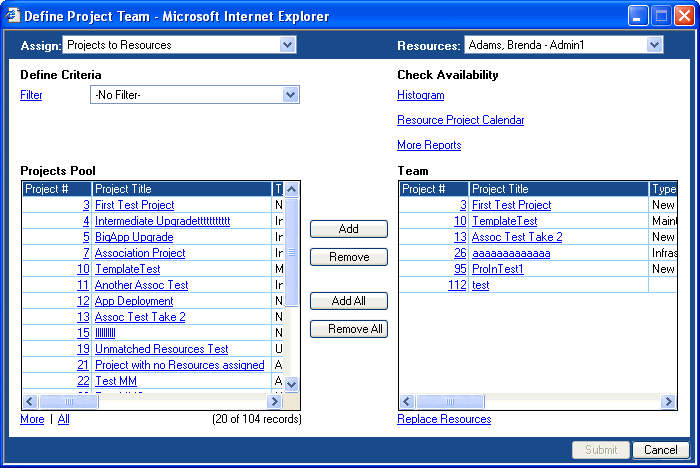 Define Project Team - Microsoft Internet Explorer
Assign: Projects to Resources Resources: Adams, Brenda - Admin1
Define Criteria Check Availability
Filter -No Filter- Histogram
Resource Project Calendar
More Reports
Projects Pool
Project # Project Title T
3 First Test Project N
4 Intermediate Upgradettttttttttt In
5 BigApp Upgrade In
7 Association Project In
10 TemplateTest M
11 Another Assoc Test In
12 App Deployment N
13 Assoc Test Take 2 N
15 N
19 Unmatched Resources Test U
21 Project with no Resources assigned A
22 Test MM A
More | All (20 of 104 records)
Add
Remove
Add All
Remove All
Team
Project # Project Title Type
3 First Test Project New
10 TemplateTest Maint
13 Assoc Test Take 2 New
26 aaaaaaaaaaaaa Infras
95 ProInTest1 New
112 test
Replace Resources
Submit Cancel